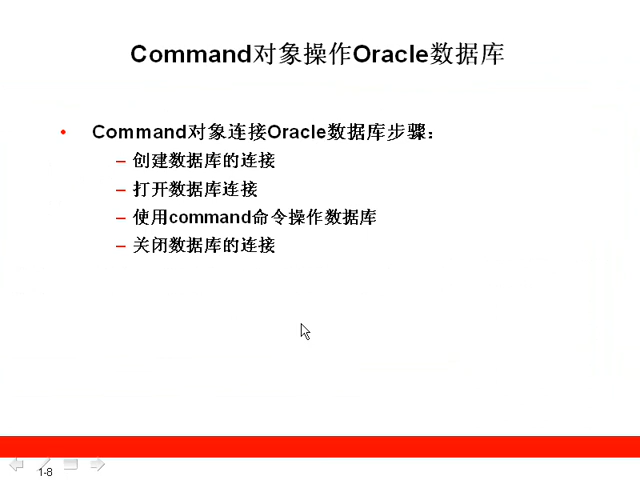 Command对象操作Oracle数据库
• Command对象连接Oracle数据库步骤：
– 创建数据库的连接
– 打开数据库连接
– 使用command命令操作数据库
– 关闭数据库的连接
1-8